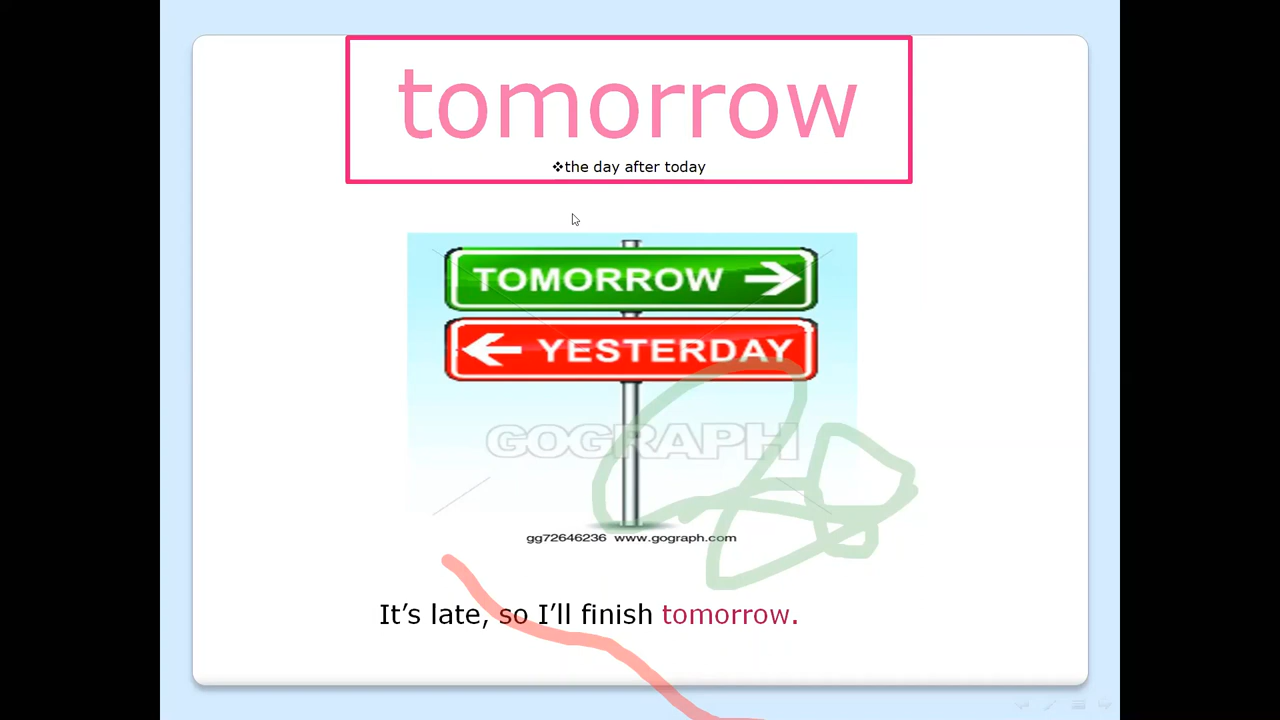 tomorrow
❖the day after today
TOMORROW →
← YESTERDAY
GOGRAPH
gg72646236 www.gograph.com
It’s late, so I’ll finish tomorrow.